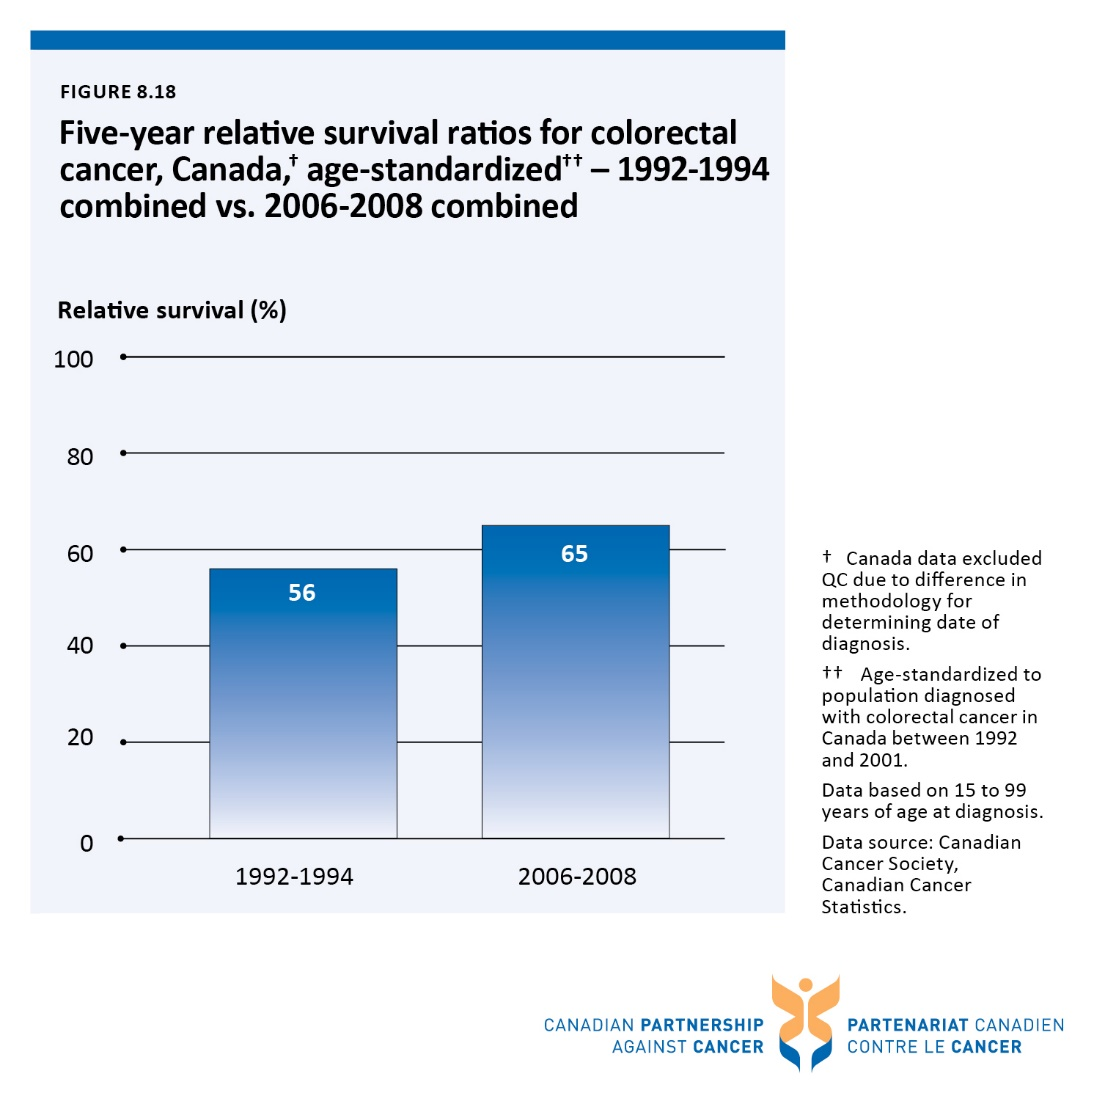 FIGURE 8.18
Five-year relative survival ratios for colorectal
cancer, Canada,† age-standardized†† – 1992-1994
combined vs. 2006-2008 combined
Relative survival (%)
100
80
60
40
20
0
56
65
1992-1994
2006-2008
† Canada data excluded
QC due to difference in
methodology for
determining date of
diagnosis.
†† Age-standardized to
population diagnosed
with colorectal cancer in
Canada between 1992
and 2001.
Data based on 15 to 99
years of age at diagnosis.
Data source: Canadian
Cancer Society,
Canadian Cancer
Statistics.
CANADIAN PARTNERSHIP
AGAINST CANCER
PARTENARIAT CANADIEN
CONTRE LE CANCER